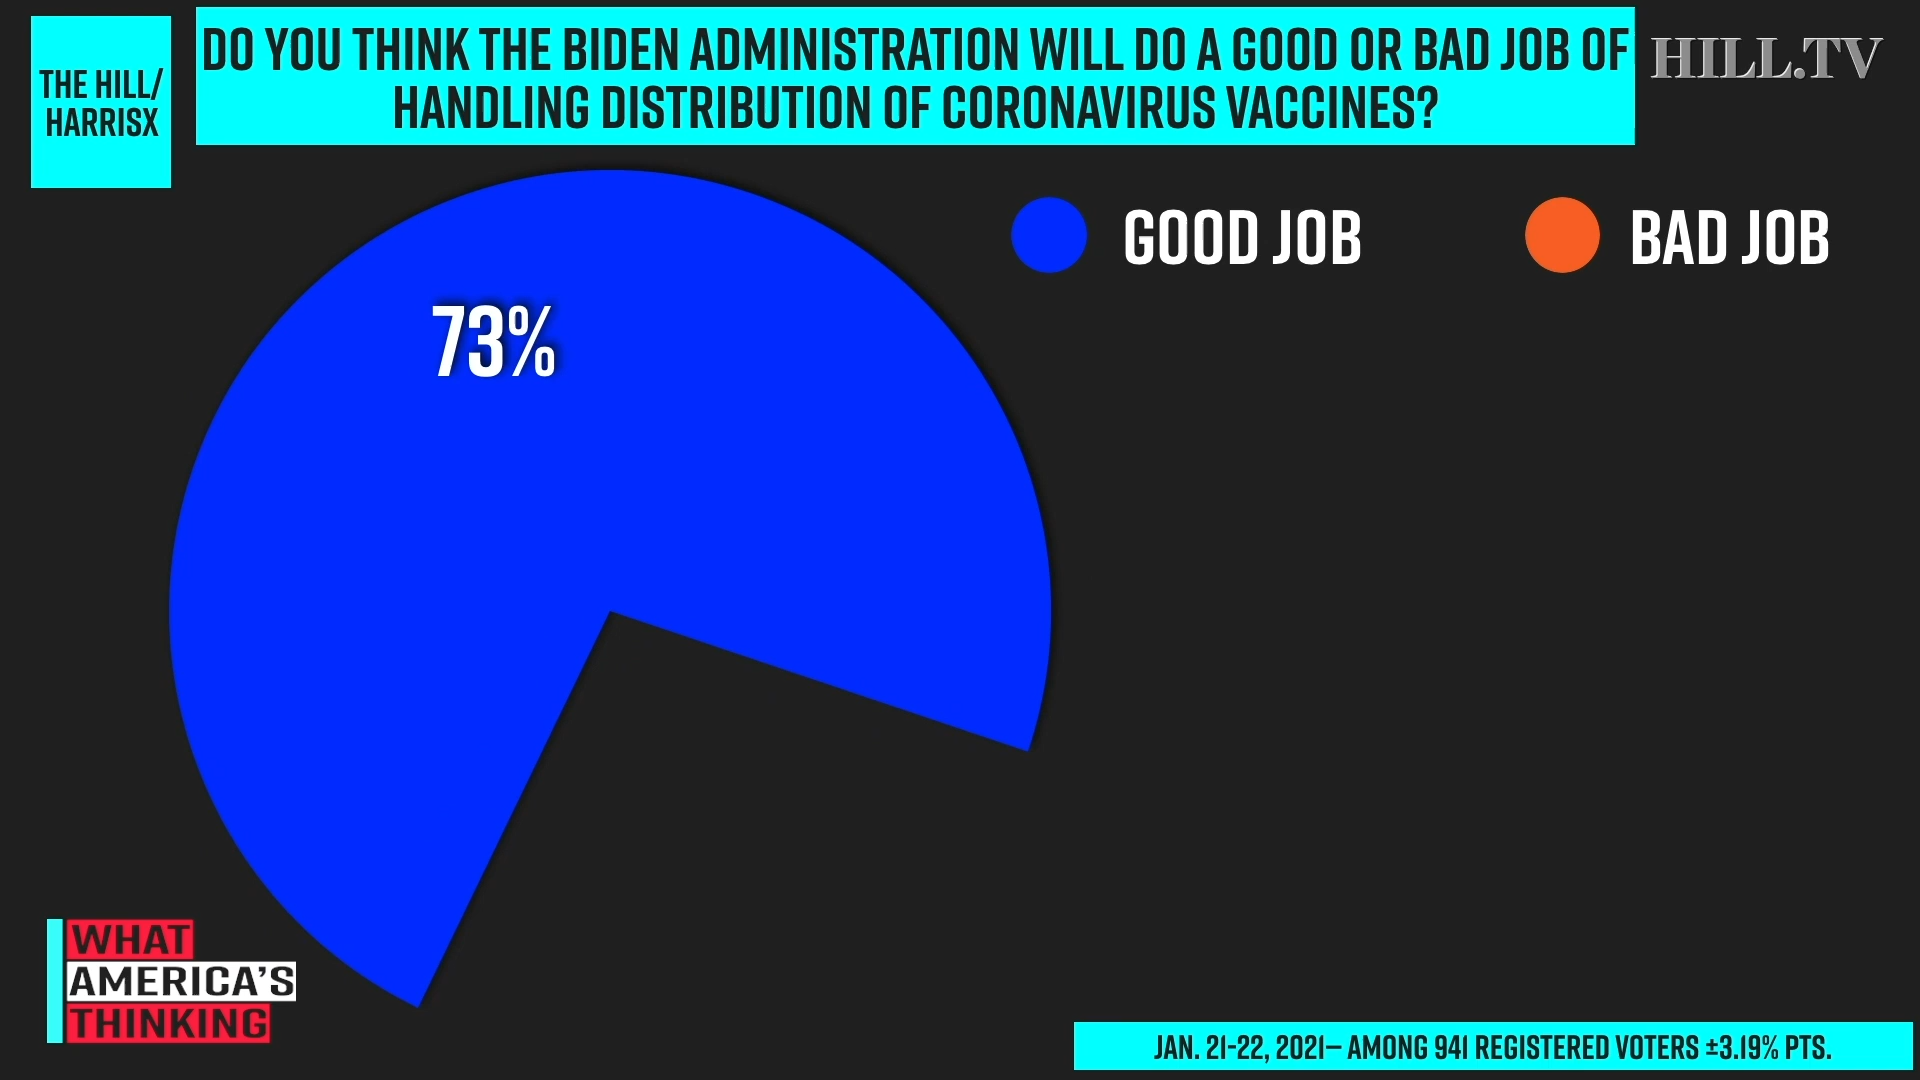 THE HILL/
HARRISX
DO YOU THINK THE BIDEN ADMINISTRATION WILL DO A GOOD OR BAD JOB OF
HANDLING DISTRIBUTION OF CORONAVIRUS VACCINES?
HILL.TV
GOOD JOB
BAD JOB
73%
WHAT
AMERICA'S
THINKING
JAN. 21-22, 2021– AMONG 941 REGISTERED VOTERS ±3.19% PTS.